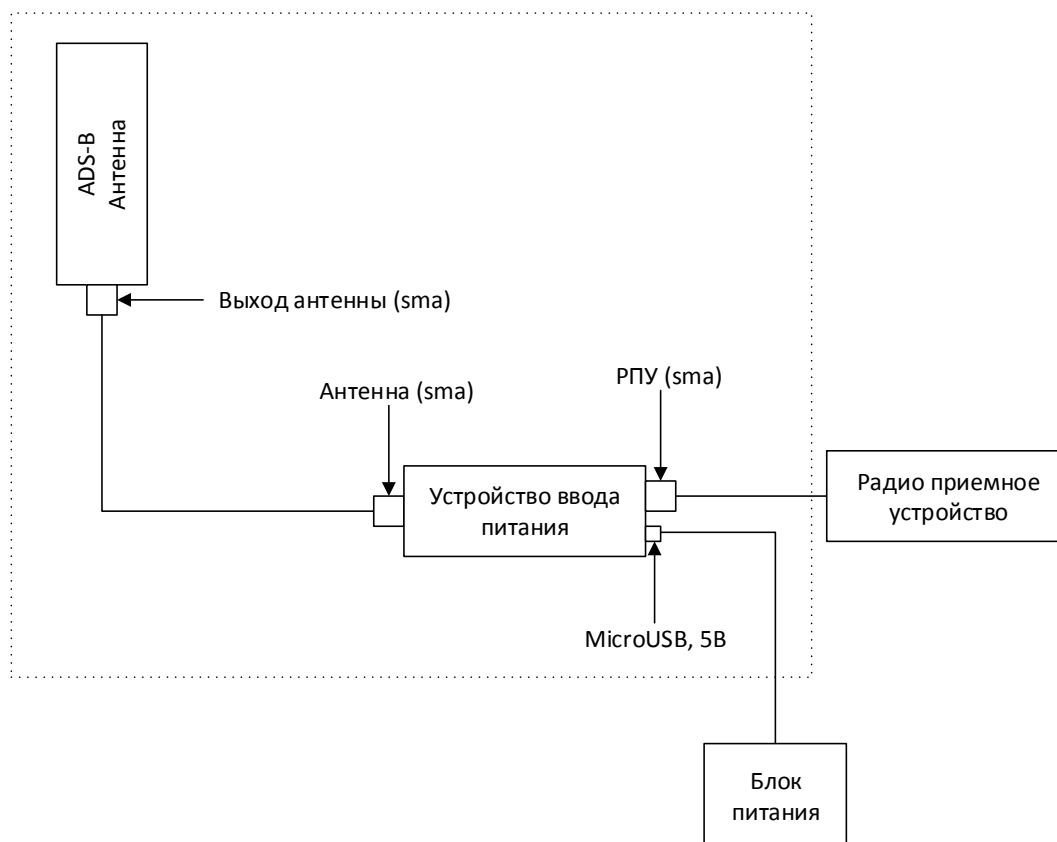 ADS-B
Антенна
Выход антенны (sma)
Антенна (sma)
РПУ (sma)
Устройство ввода
питания
Радио приемное
устройство
MicroUSB, 5В
Блок
питания